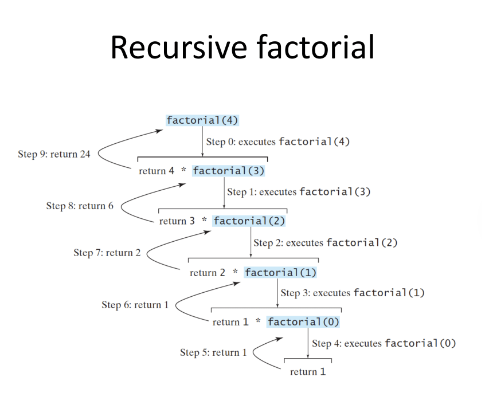 Recursive factorial
factorial(4)
Step 0: executes factorial(4)
Step 9: return 24
return 4 * factorial(3)
Step 1: executes factorial(3)
Step 8: return 6
return 3 * factorial(2)
Step 2: executes factorial(2)
Step 7: return 2
return 2 * factorial(1)
Step 3: executes factorial(1)
Step 6: return 1
return 1 * factorial(0)
Step 4: executes factorial(0)
Step 5: return 1
return 1